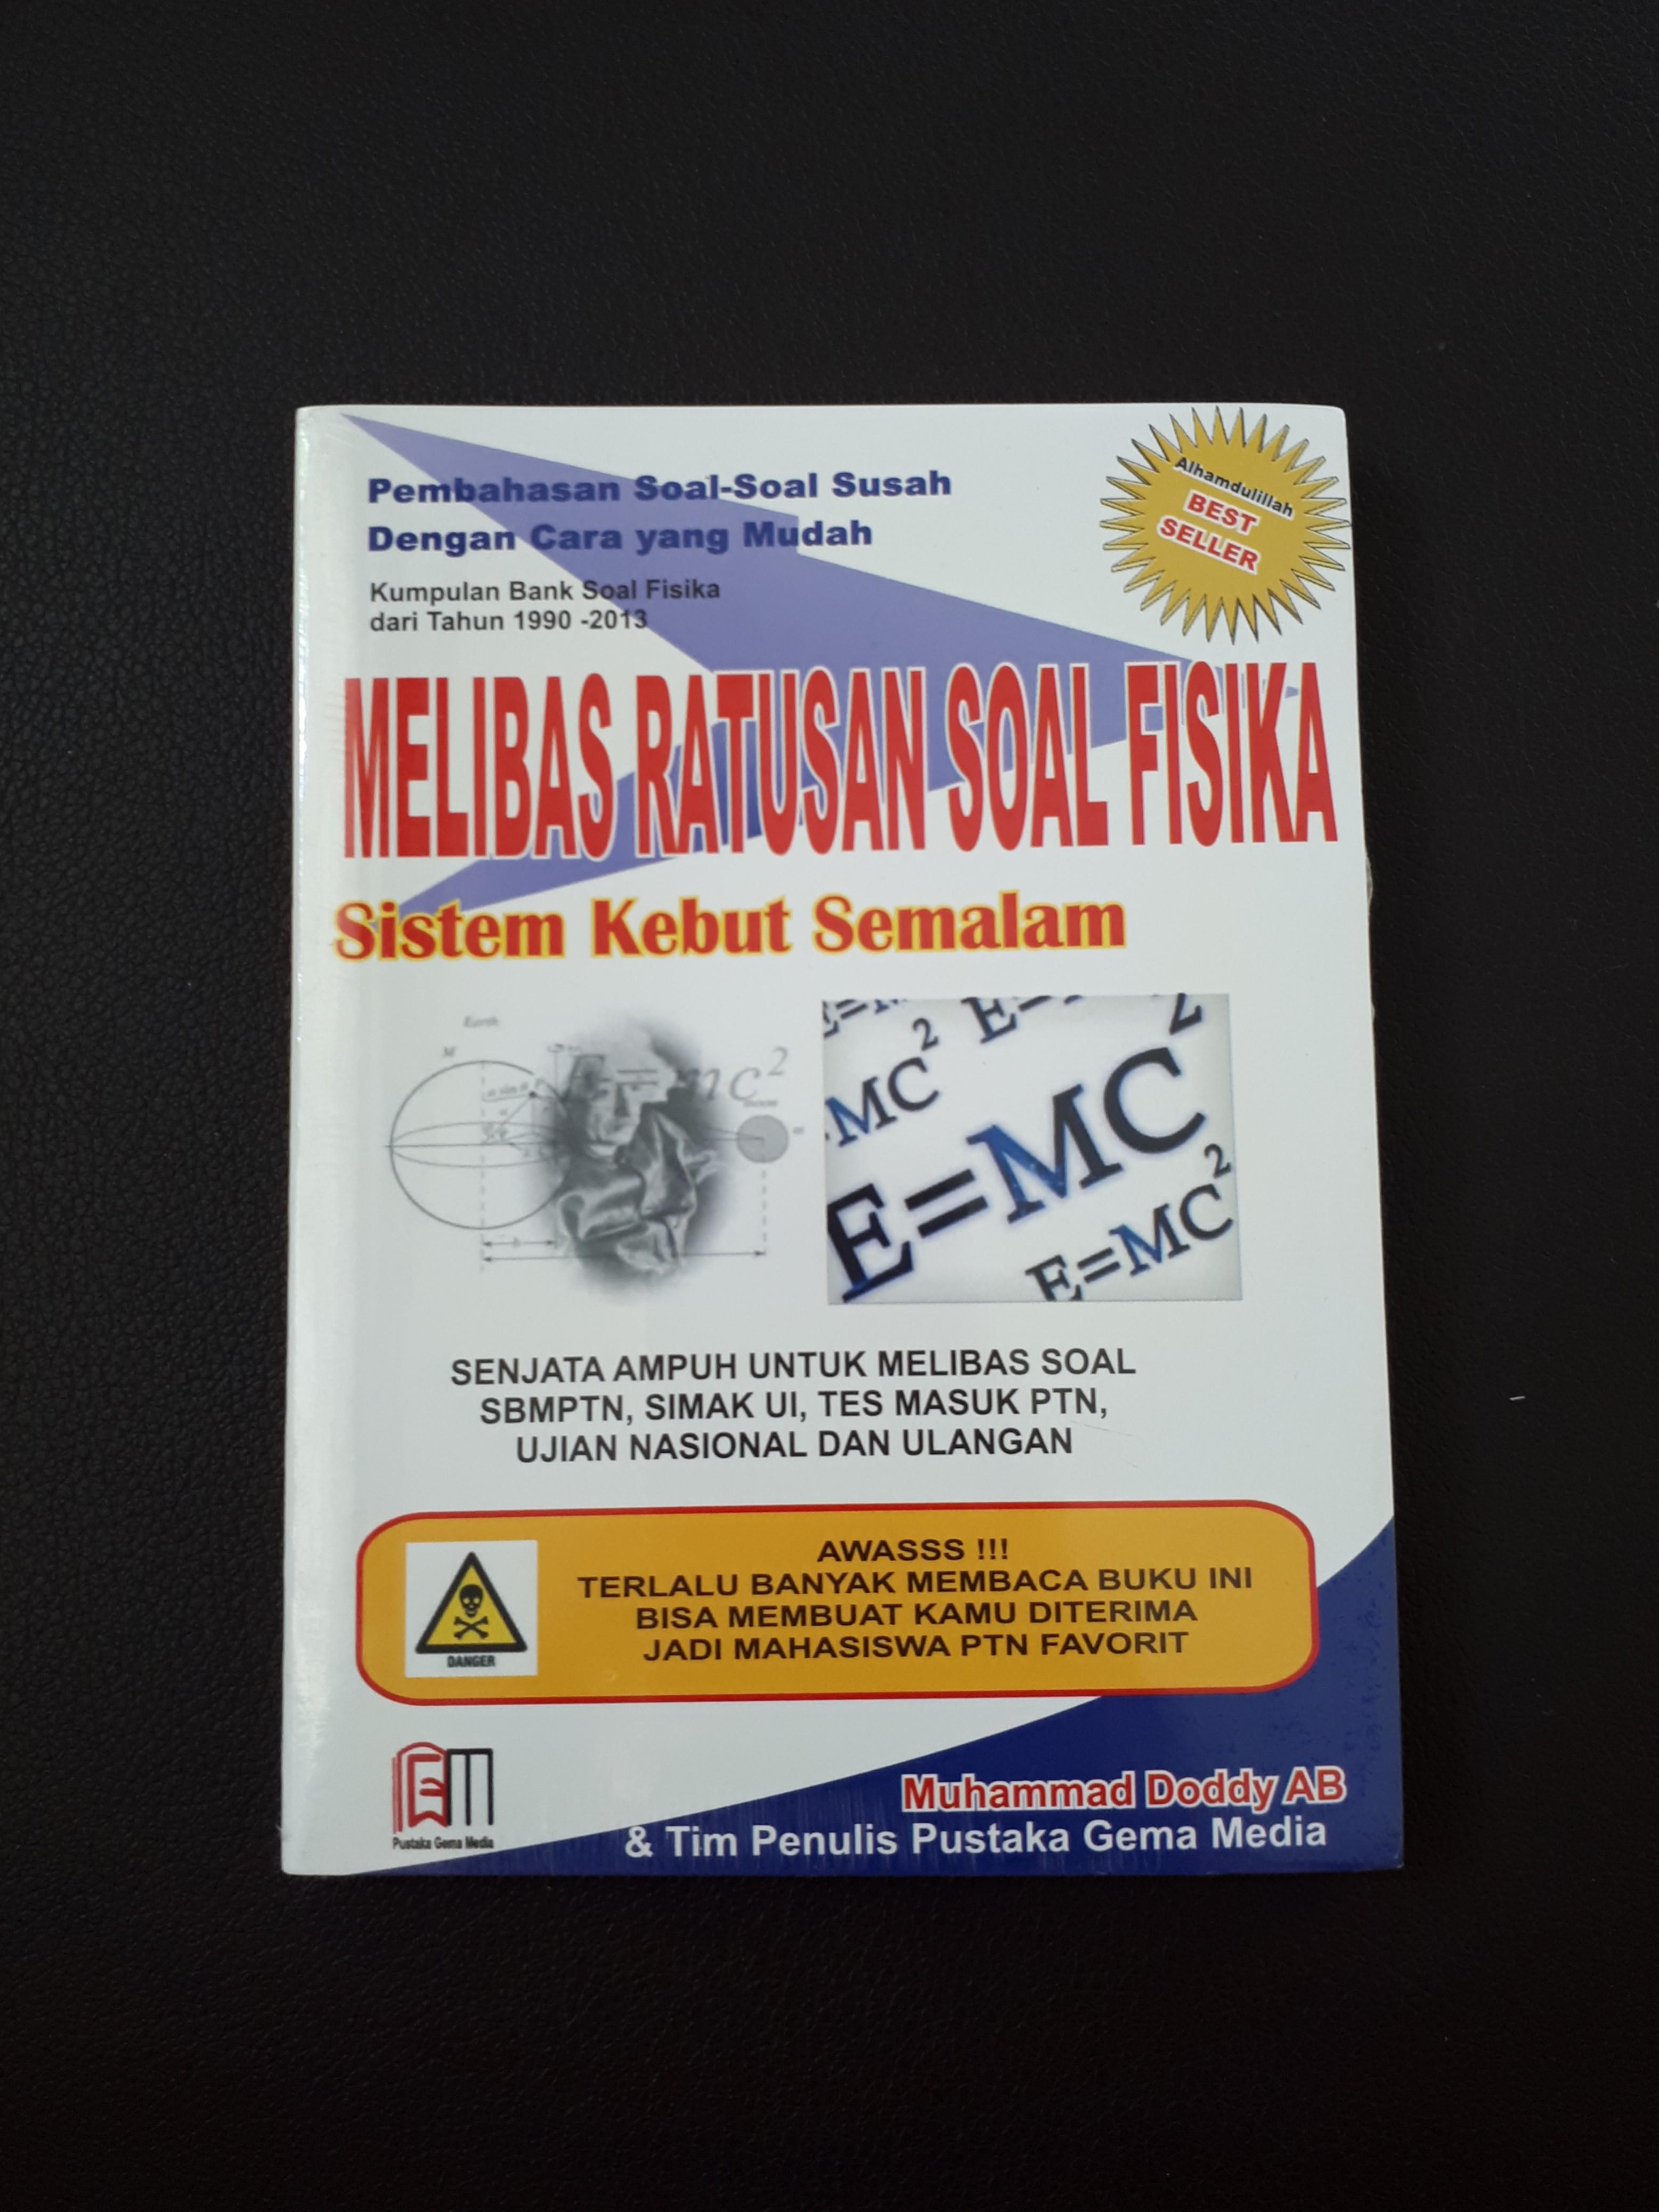 Alhamdulillah
BEST
SELLER
Pembahasan Soal-Soal Susah
Dengan Cara yang Mudah
Kumpulan Bank Soal Fisika
dari Tahun 1990 -2013
MELIBAS RATUSAN SOAL FISIKA
Sistem Kebut Semalam
Earth
M
C²
E=
MC²
E=MC²
E=MC²
SENJATA AMPUH UNTUK MELIBAS SOAL
SBMPTN, SIMAK UI, TES MASUK PTN,
UJIAN NASIONAL DAN ULANGAN
AWASSS !!!
TERLALU BANYAK MEMBACA BUKU INI
BISA MEMBUAT KAMU DITERIMA
JADI MAHASISWA PTN FAVORIT
DANGER
Pustaka Gema Media
Muhammad Doddy AB
& Tim Penulis Pustaka Gema Media